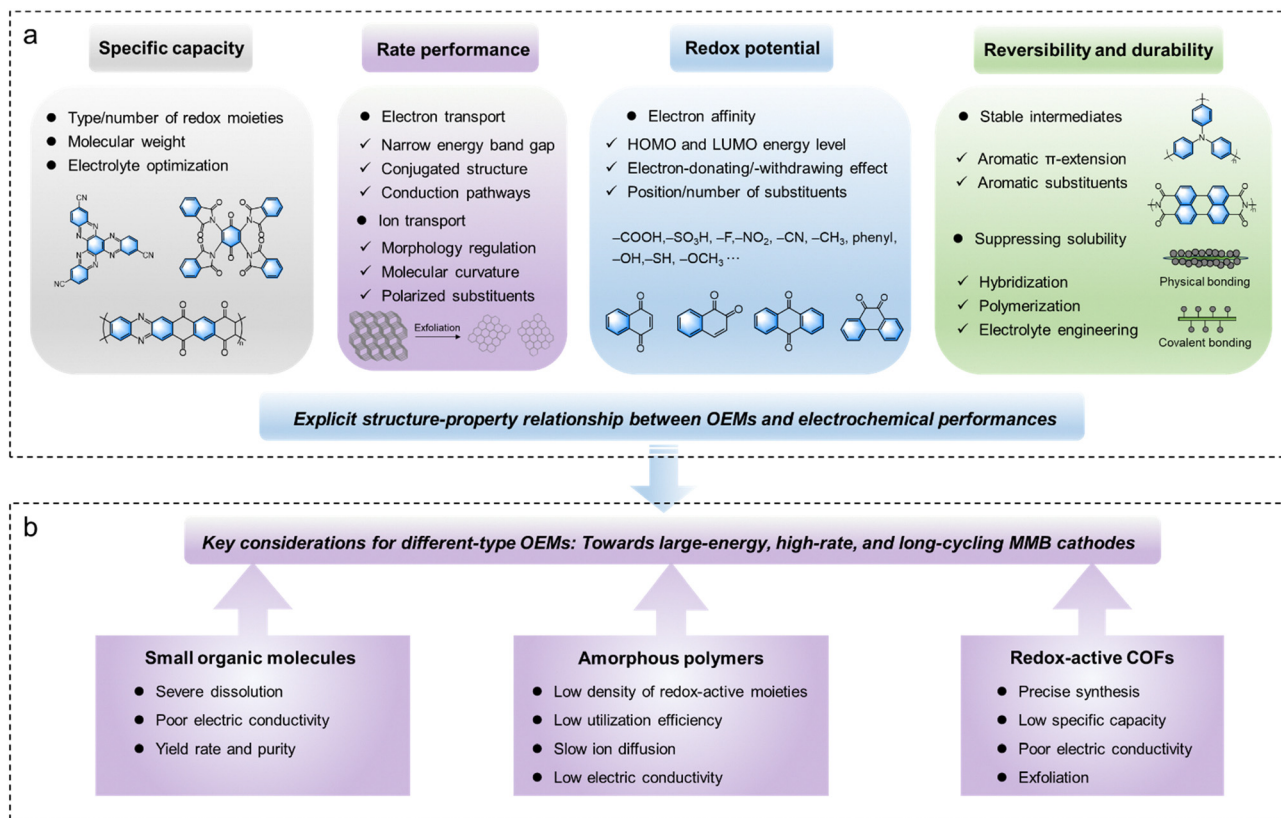 a
Specific capacity
Rate performance
Redox potential
Reversibility and durability
● Type/number of redox moieties
● Molecular weight
● Electrolyte optimization
CN
NC
CN
N
N
N
N
N
N
O
O
O
O
O
O
N
N
O
O
O
O
N
N
N
N
O
O
O
O
n
● Electron transport
✓ Narrow energy band gap
✓ Conjugated structure
✓ Conduction pathways
● Ion transport
✓ Morphology regulation
✓ Molecular curvature
✓ Polarized substituents
Exfoliation
● Electron affinity
✓ HOMO and LUMO energy level
✓ Electron-donating/-withdrawing effect
✓ Position/number of substituents
–COOH,–SO₃H, –F,–NO₂, –CN, –CH₃, phenyl,
–OH,–SH, –OCH₃ ···
O
O
O
O
O
O
O
O
● Stable intermediates
✓ Aromatic π-extension
✓ Aromatic substituents
● Suppressing solubility
✓ Hybridization
✓ Polymerization
✓ Electrolyte engineering
N
n
O
O
N
N
n
O
O
Physical bonding
Covalent bonding
Explicit structure-property relationship between OEMs and electrochemical performances
b
Key considerations for different-type OEMs: Towards large-energy, high-rate, and long-cycling MMB cathodes
Small organic molecules
● Severe dissolution
● Poor electric conductivity
● Yield rate and purity
Amorphous polymers
● Low density of redox-active moieties
● Low utilization efficiency
● Slow ion diffusion
● Low electric conductivity
Redox-active COFs
● Precise synthesis
● Low specific capacity
● Poor electric conductivity
● Exfoliation